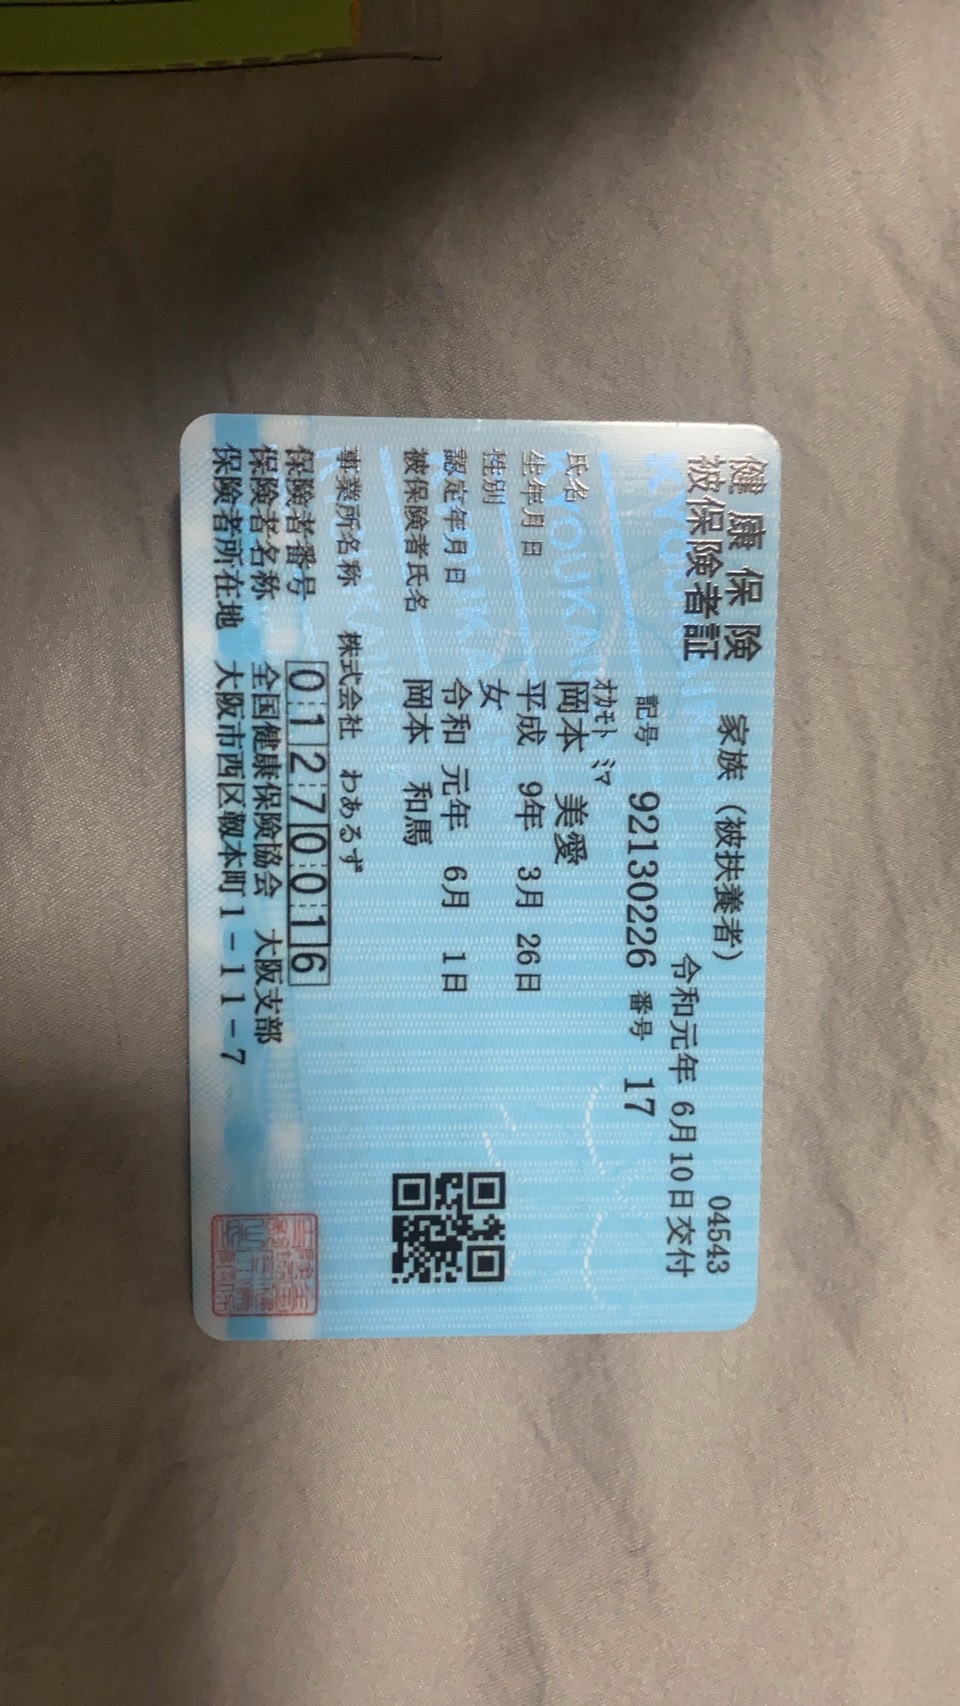 健康保険
被保険者証
家族（被扶養者）
04543
令和元年 6月10日交付
記号 92130226 番号 17
ｵｶﾓﾄ ﾐﾏ
氏名 岡本 美愛
生年月日 平成 9年 3月 26日
性別 女
認定年月日 令和 元年 6月 1日
被保険者氏名 岡本 和馬
事業所名称 株式会社 わあるず
保険者番号 01270016
保険者名称 全国健康保険協会 大阪支部
保険者所在地 大阪市西区靱本町1-11-7